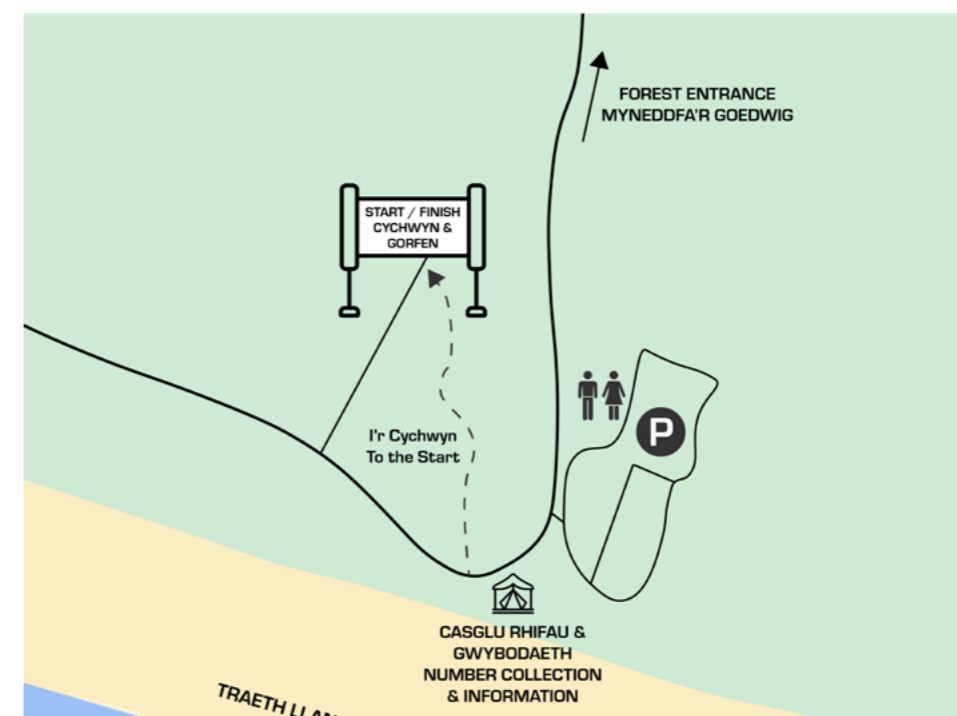 FOREST ENTRANCE
MYNEDDFA'R GOEDWIG
START / FINISH
CYCHWYN &
GORFEN
P
I'r Cychwyn
To the Start
CASGLU RHIFAU &
GWYBODAETH
NUMBER COLLECTION
& INFORMATION
TRAETH